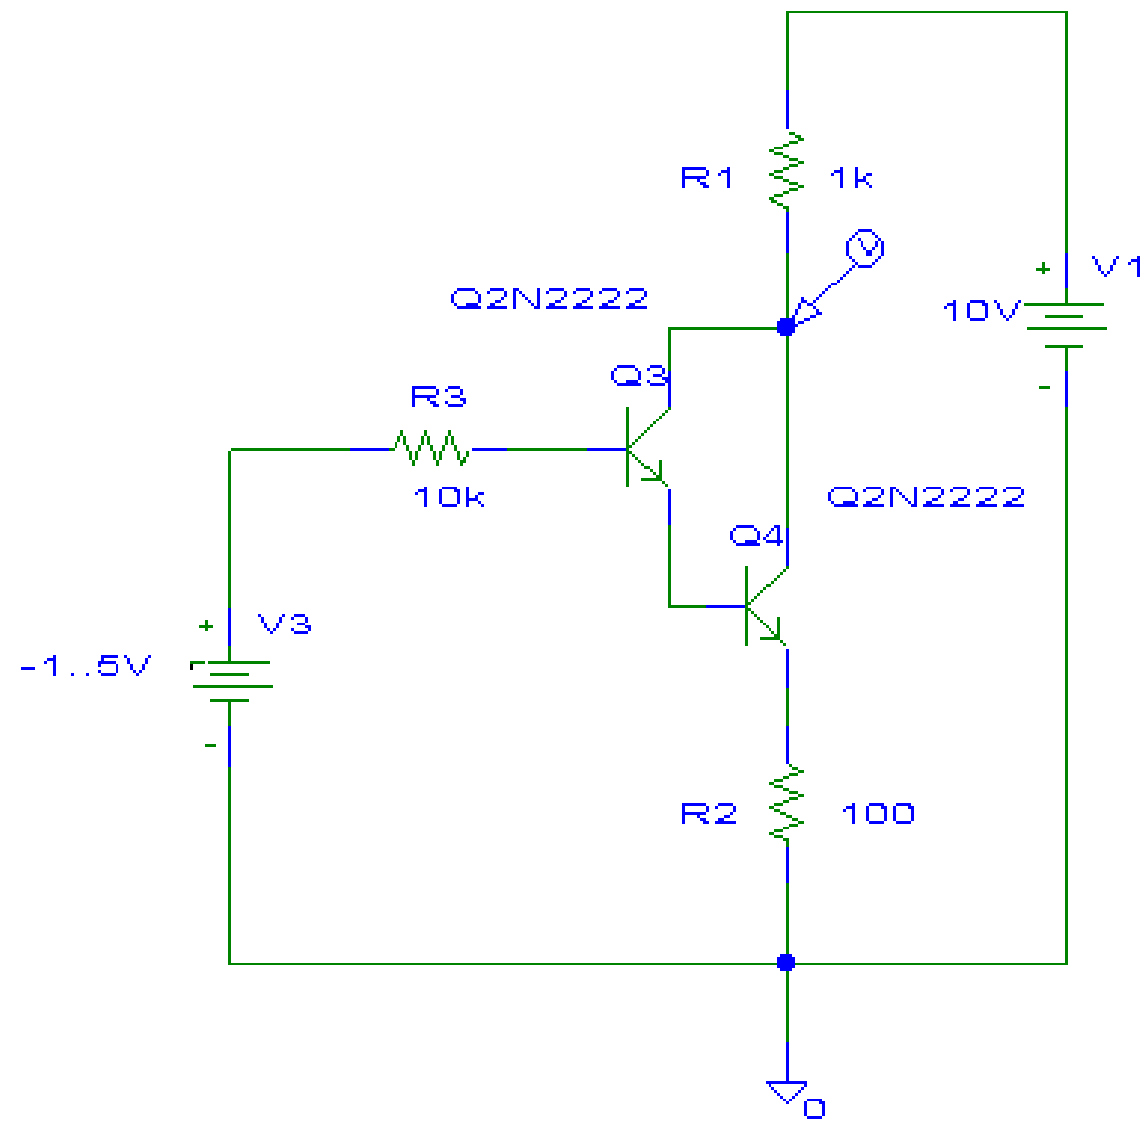 R1 1k
V
V1
+
10V
-
Q2N2222
Q3
R3
10k
Q2N2222
Q4
+ V3
-1..5V
-
R2 100
0